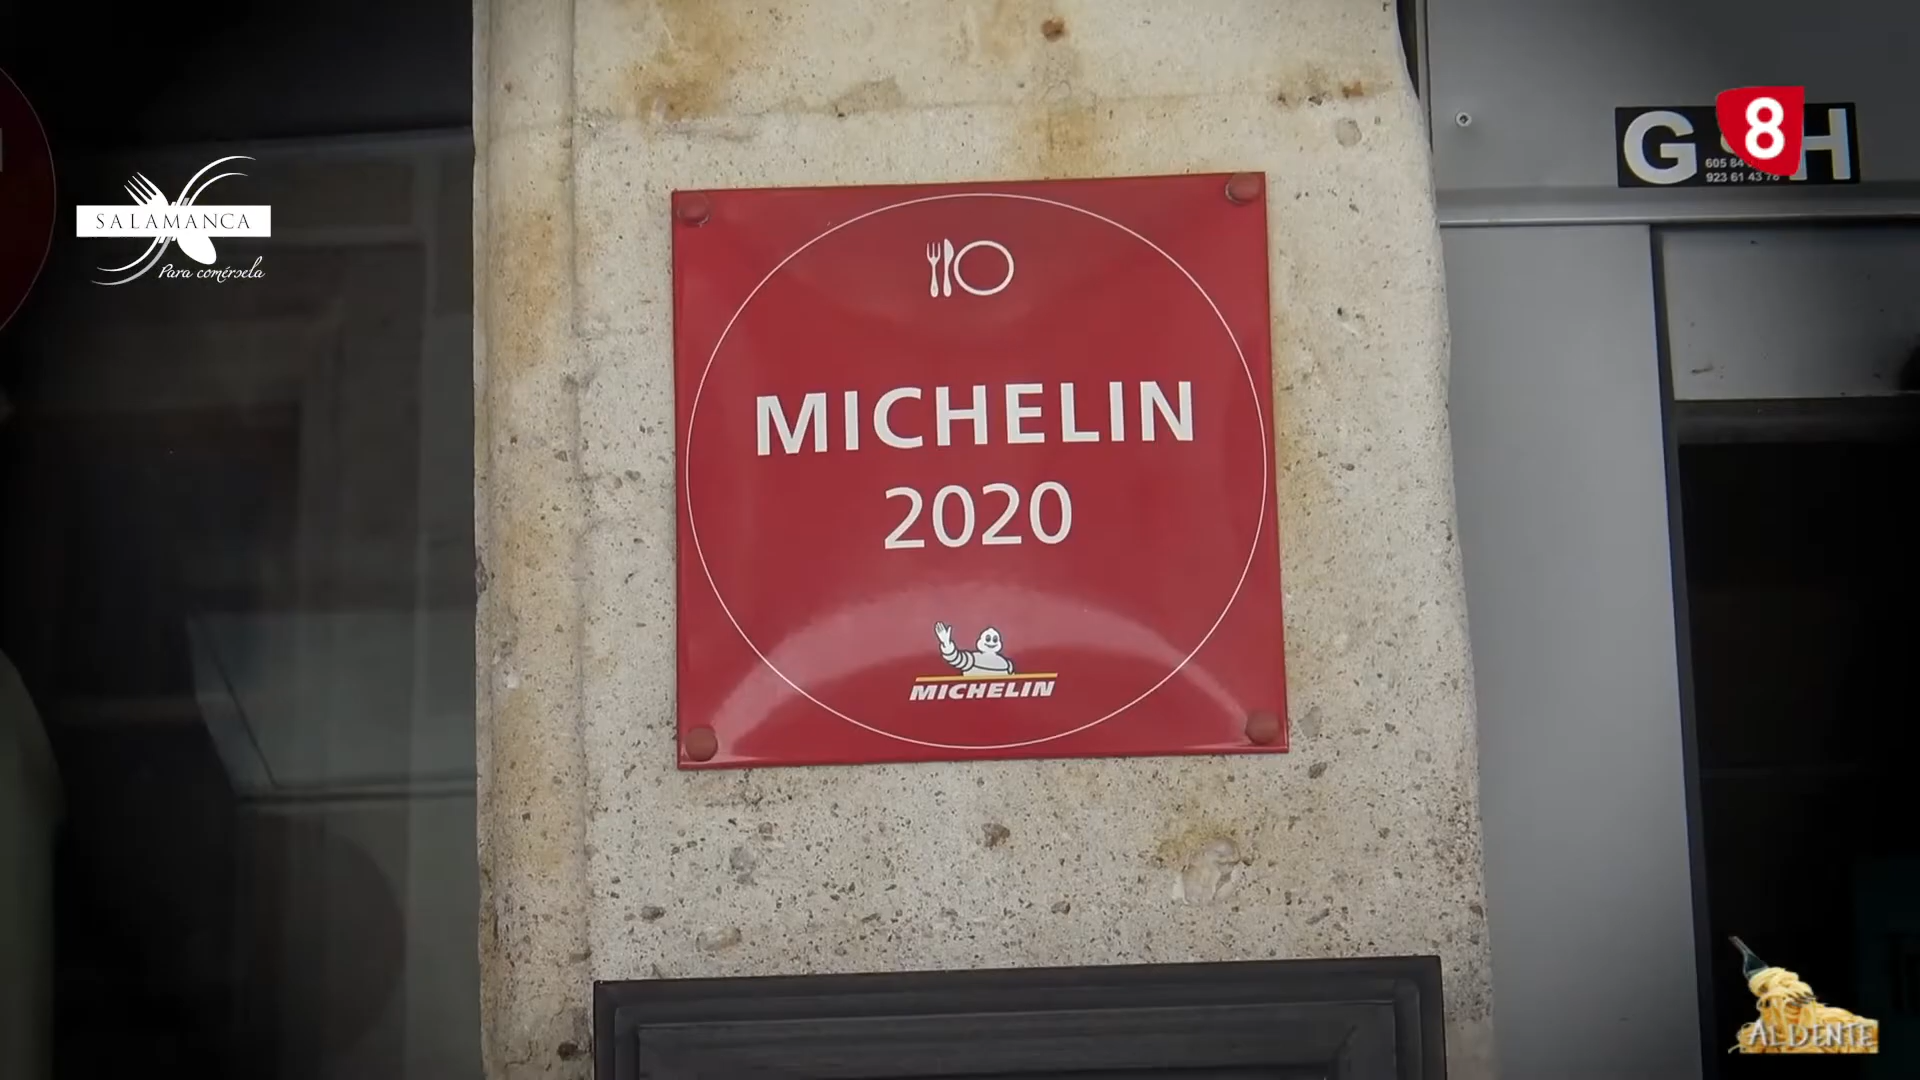 SALAMANCA
Para comérsela
MICHELIN
2020
MICHELIN
8
G
H
605 84
923 61 43 78
AL DENTE